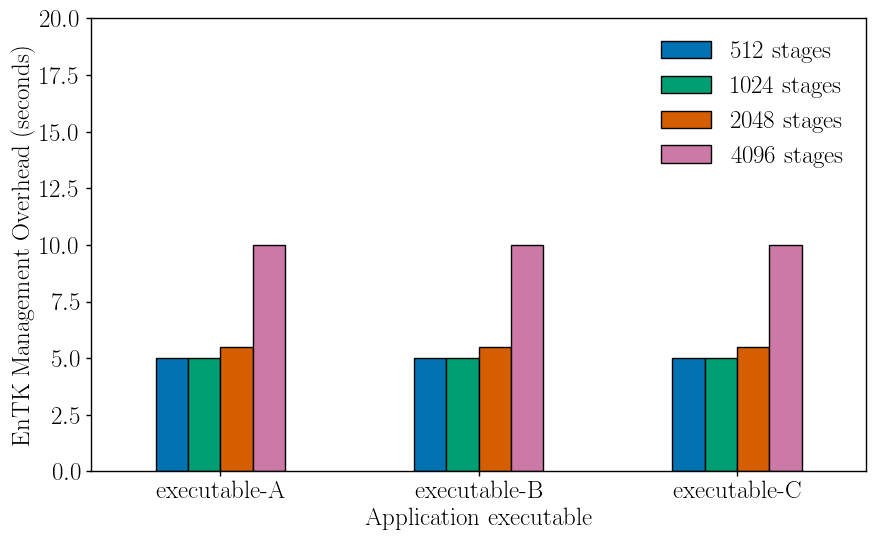 EnTK Management Overhead (seconds)
20.0
17.5
15.0
12.5
10.0
7.5
5.0
2.5
0.0
512 stages
1024 stages
2048 stages
4096 stages
executable-A
executable-B
executable-C
Application executable